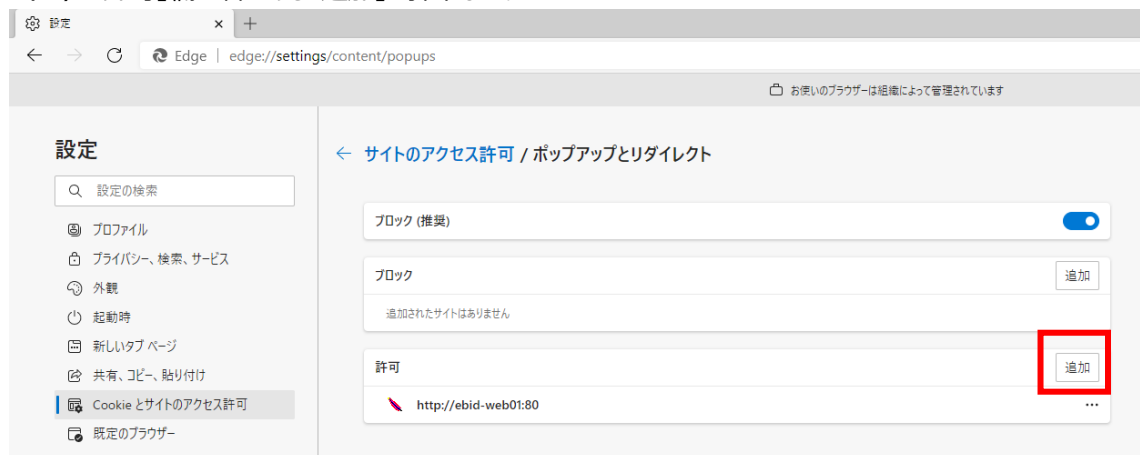 設定
Edge | edge://settings/content/popups
お使いのブラウザーは組織によって管理されています
設定
設定の検索
プロファイル
プライバシー、検索、サービス
外観
起動時
新しいタブ ページ
共有、コピー、貼り付け
Cookie とサイトのアクセス許可
既定のブラウザー
サイトのアクセス許可 / ポップアップとリダイレクト
ブロック (推奨)
ブロック
追加
追加されたサイトはありません
許可
追加
http://ebid-web01:80